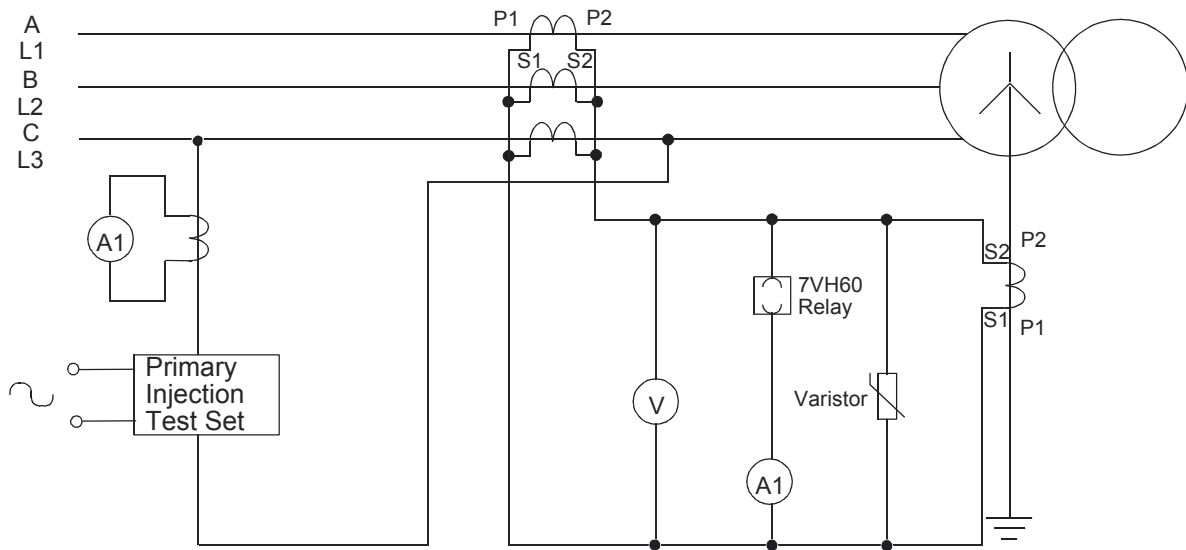 A
L1
B
L2
C
L3
P1
P2
S1
S2
A1
Primary
Injection
Test Set
V
7VH60
Relay
A1
Varistor
S2
P2
S1
P1